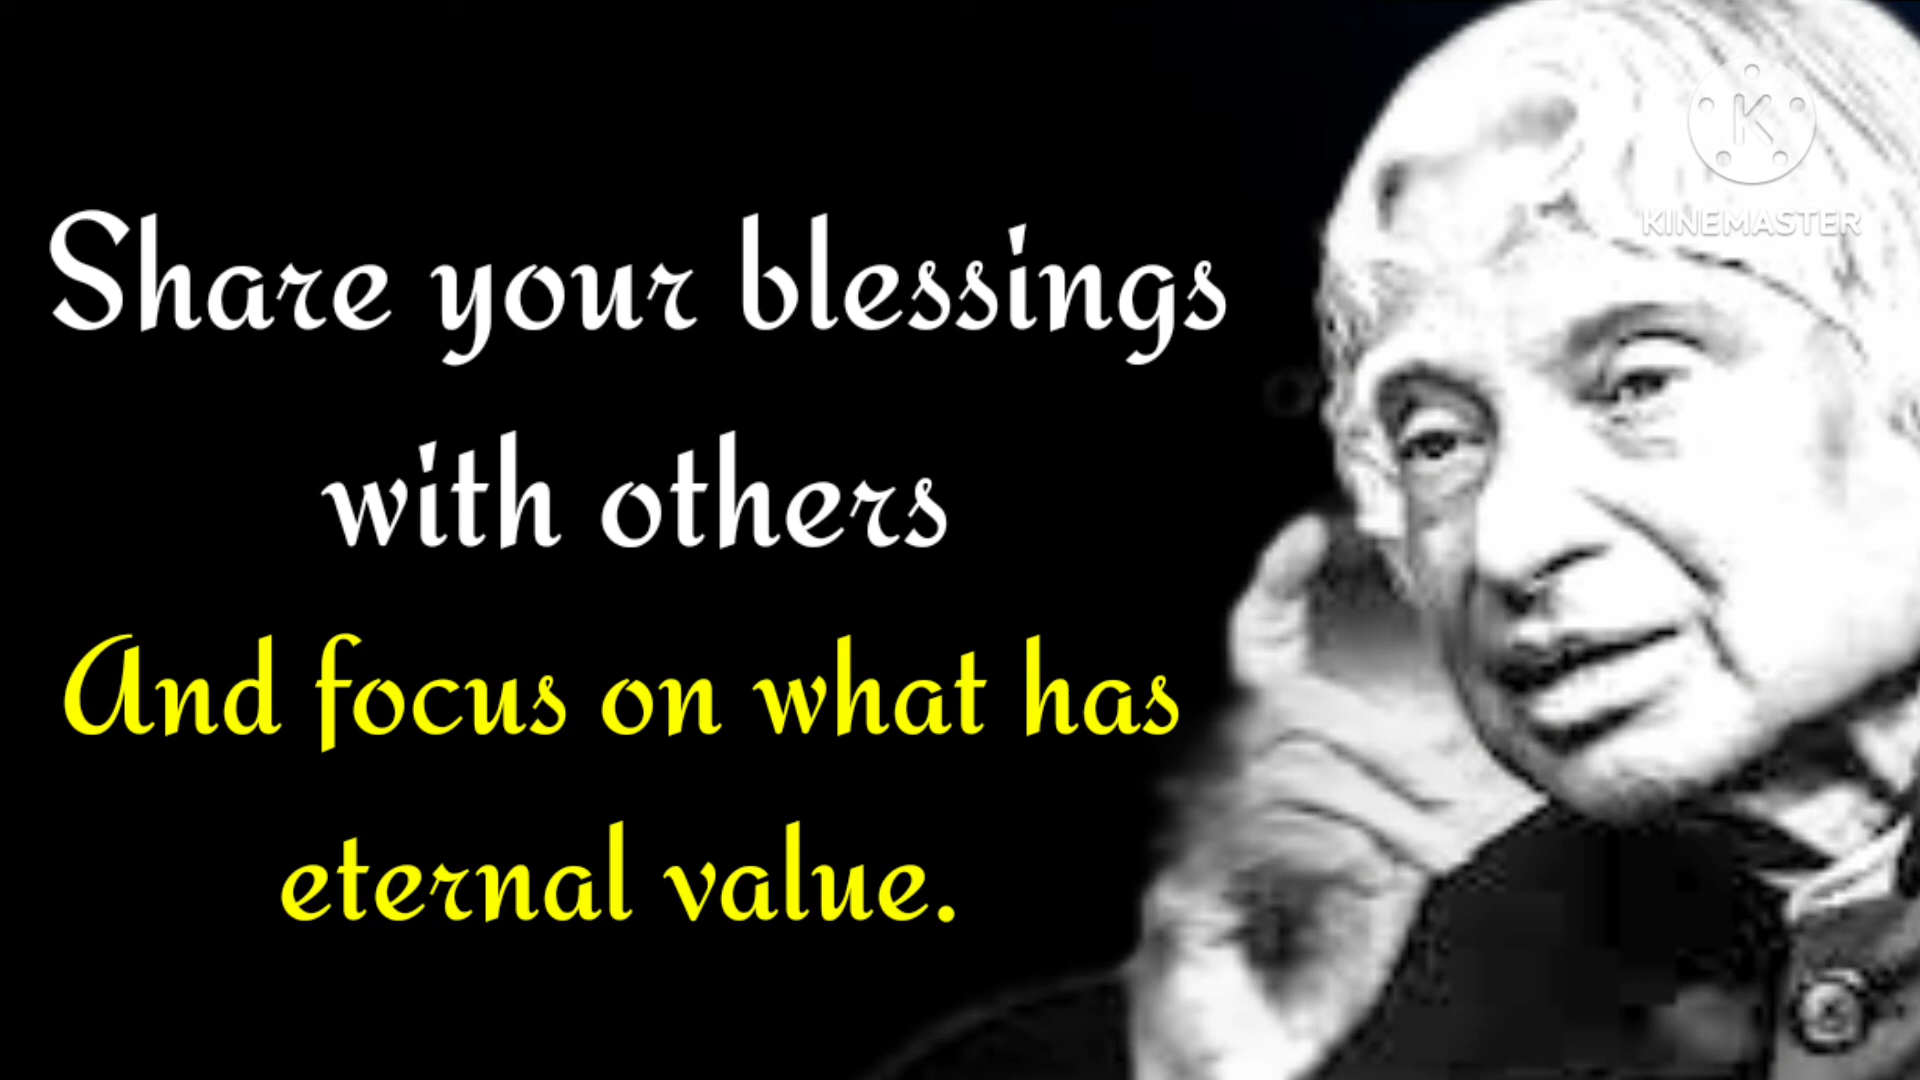 K
KINEMASTER
Share your blessings
with others
And focus on what has
eternal value.